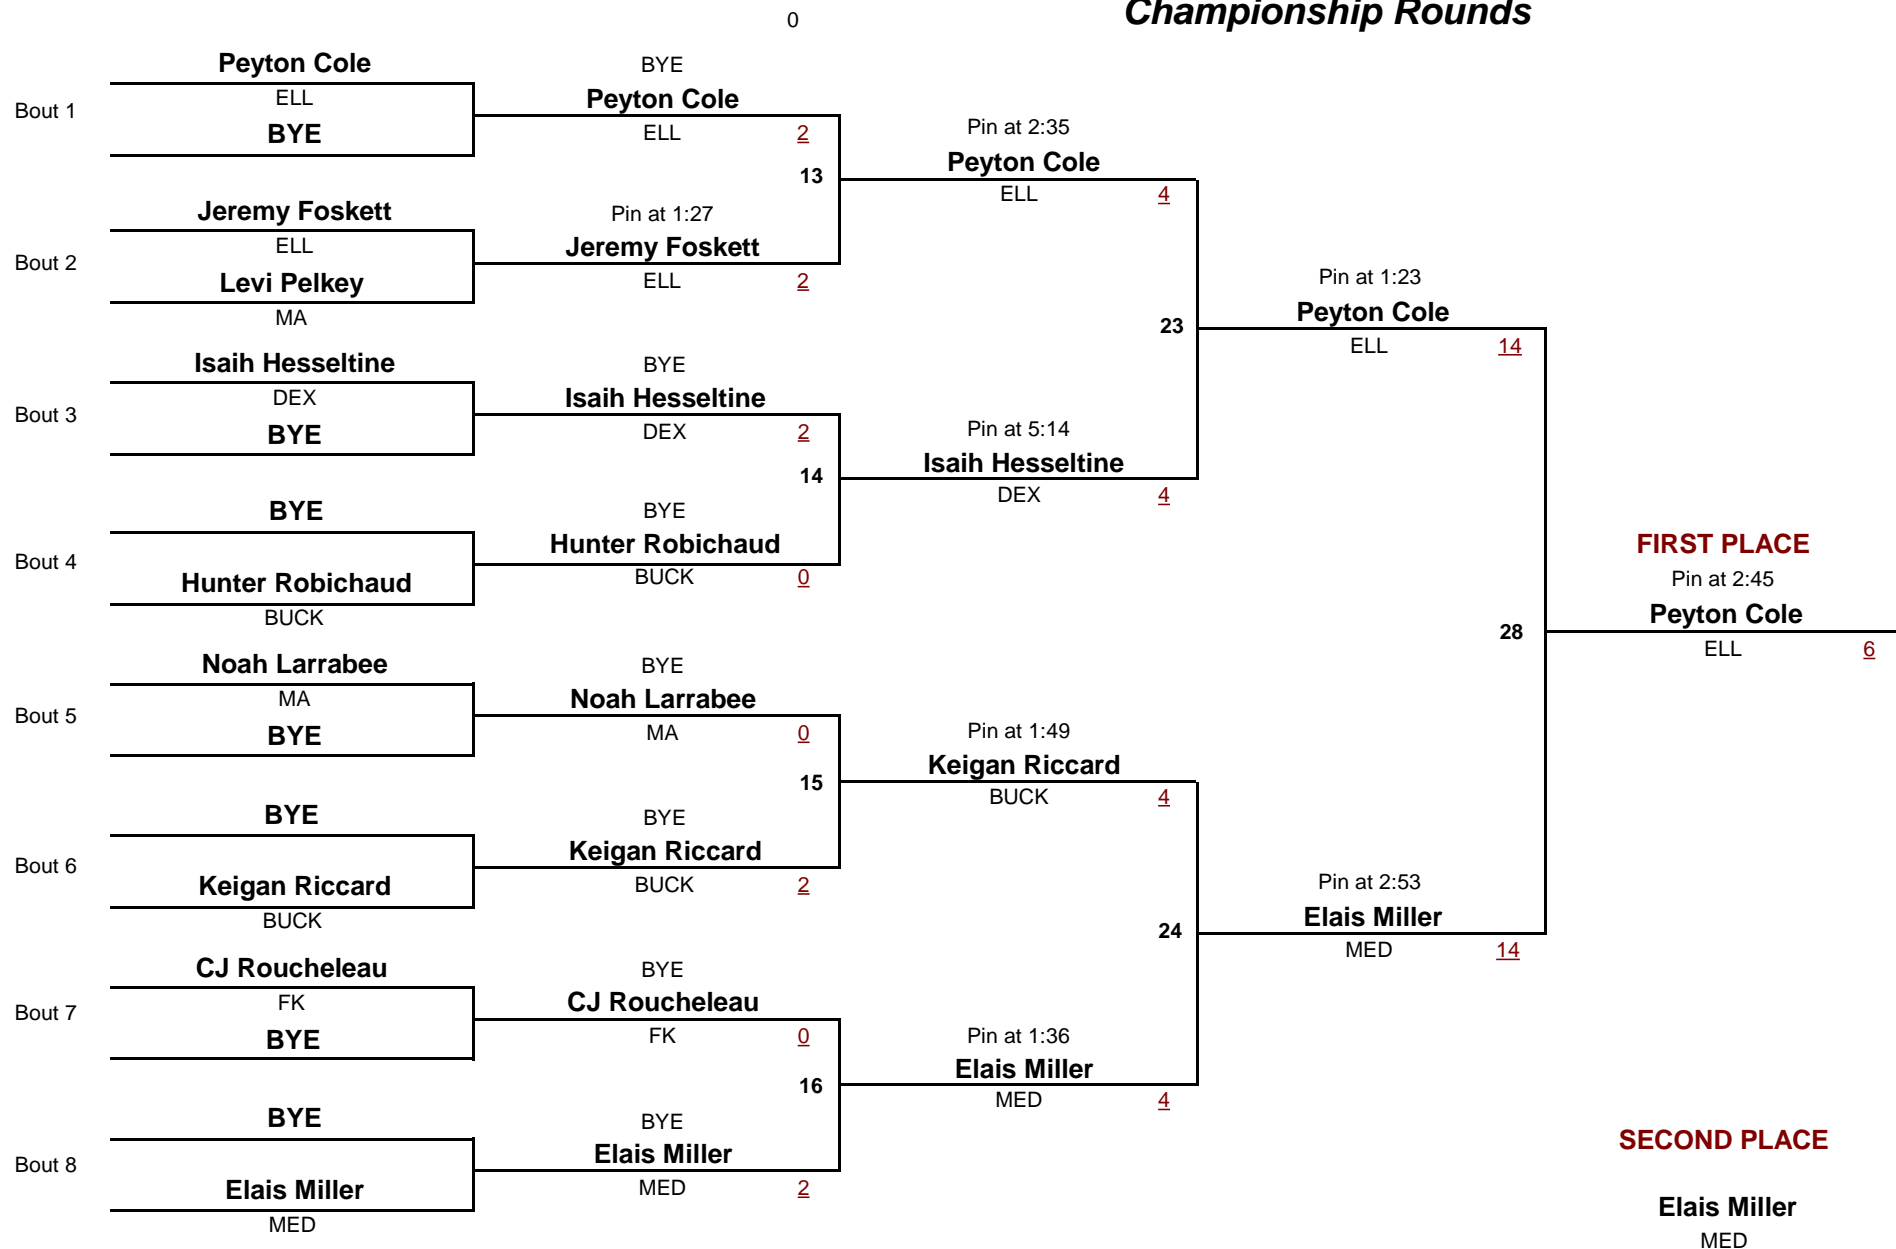 0
Championship Rounds
Bout 1
Peyton Cole
ELL
BYE
Bout 2
Jeremy Foskett
ELL
Levi Pelkey
MA
Bout 3
Isaih Hesseltine
DEX
BYE
Bout 4
BYE
Hunter Robichaud
BUCK
Bout 5
Noah Larrabee
MA
BYE
Bout 6
BYE
Keigan Riccard
BUCK
Bout 7
CJ Roucheleau
FK
BYE
Bout 8
BYE
Elais Miller
MED
BYE
Peyton Cole
ELL 2
13
Pin at 1:27
Jeremy Foskett
ELL 2
BYE
Isaih Hesseltine
DEX 2
14
BYE
Hunter Robichaud
BUCK 0
BYE
Noah Larrabee
MA 0
15
BYE
Keigan Riccard
BUCK 2
BYE
CJ Roucheleau
FK 0
16
BYE
Elais Miller
MED 2
Pin at 2:35
Peyton Cole
ELL 4
23
Pin at 5:14
Isaih Hesseltine
DEX 4
Pin at 1:49
Keigan Riccard
BUCK 4
24
Pin at 1:36
Elais Miller
MED 4
Pin at 1:23
Peyton Cole
ELL 14
28
Pin at 2:53
Elais Miller
MED 14
FIRST PLACE
Pin at 2:45
Peyton Cole
ELL 6
SECOND PLACE
Elais Miller
MED